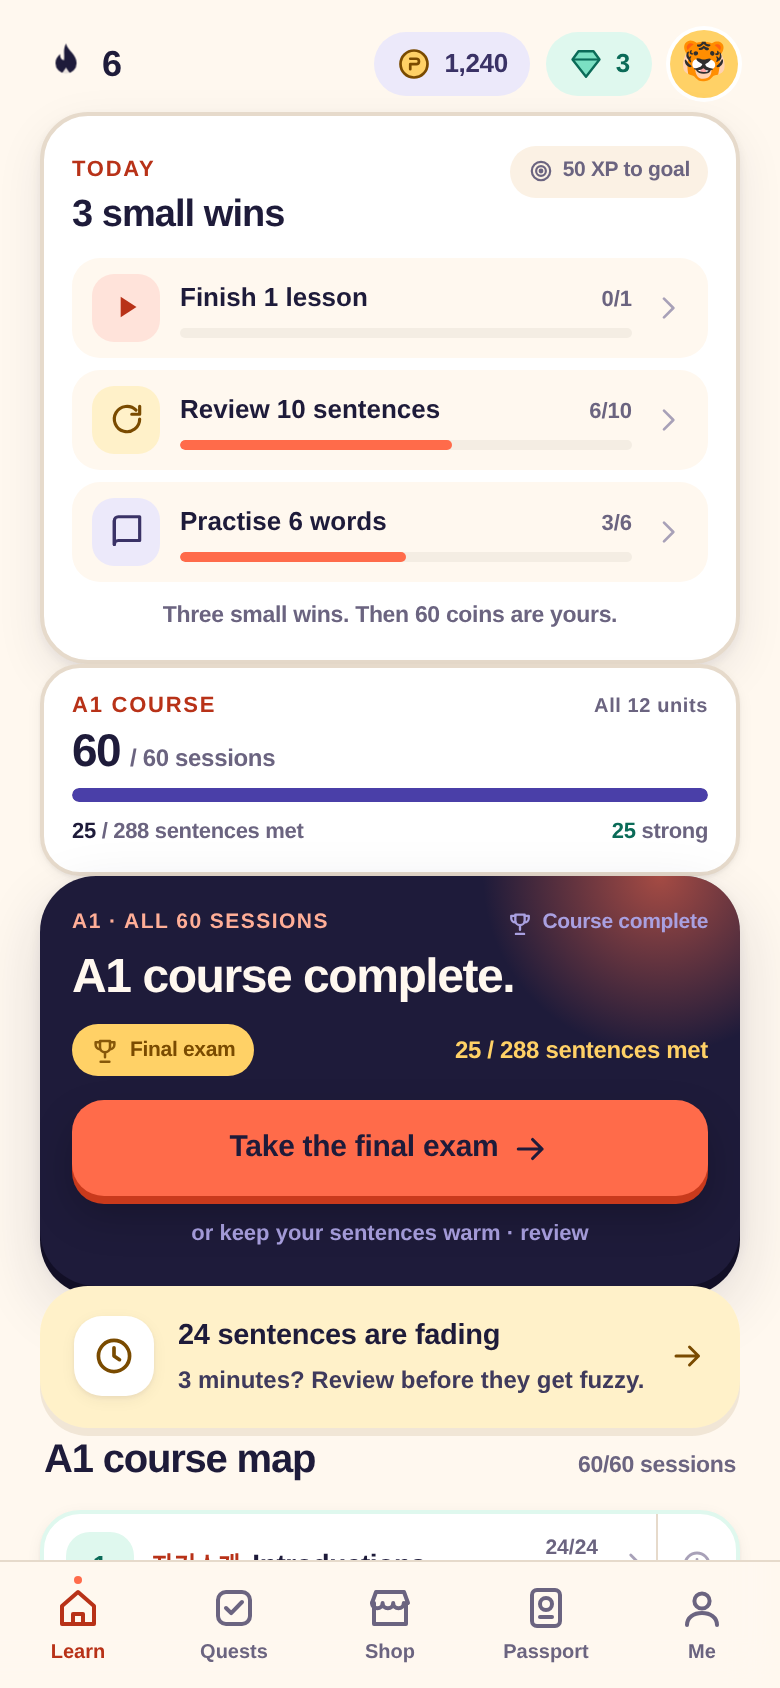 6
1,240
3
TODAY
50 XP to goal
3 small wins
Finish 1 lesson
0/1
Review 10 sentences
6/10
Practise 6 words
3/6
Three small wins. Then 60 coins are yours.
A1 COURSE
All 12 units
60 / 60 sessions
25 / 288 sentences met
25 strong
A1 · ALL 60 SESSIONS
Course complete
A1 course complete.
Final exam
25 / 288 sentences met
Take the final exam
or keep your sentences warm · review
24 sentences are fading
3 minutes? Review before they get fuzzy.
A1 course map
60/60 sessions
24/24
Introductions
Learn
Quests
Shop
Passport
Me